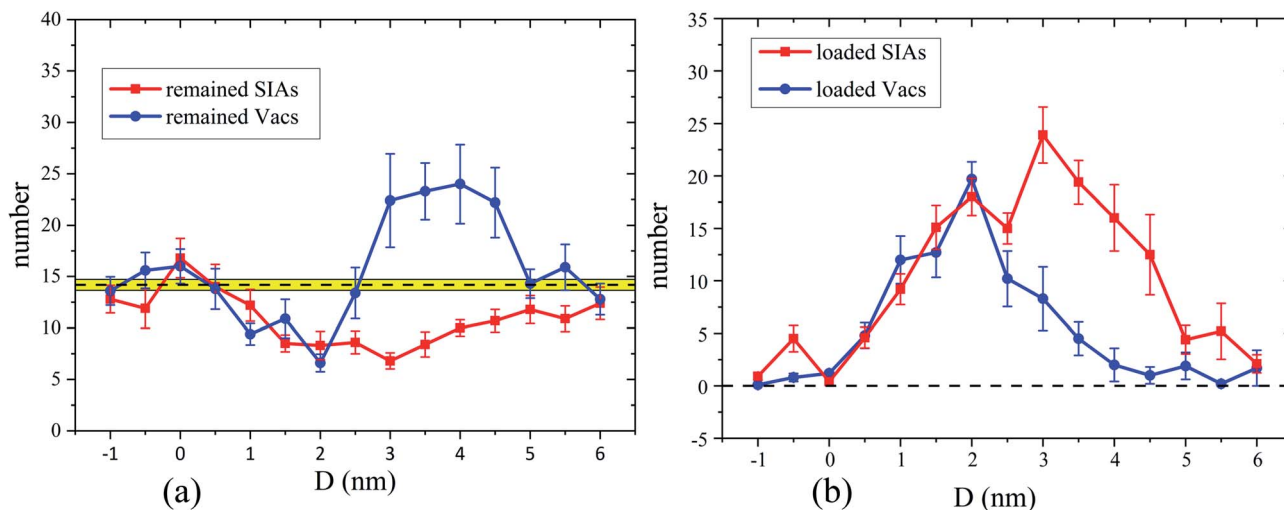 40
35
30
25
20
15
10
5
0
number
remained SIAs
remained Vacs
-1 0 1 2 3 4 5 6
D (nm)
(a)
35
30
25
20
15
10
5
0
-5
number
loaded SIAs
loaded Vacs
-1 0 1 2 3 4 5 6
D (nm)
(b)